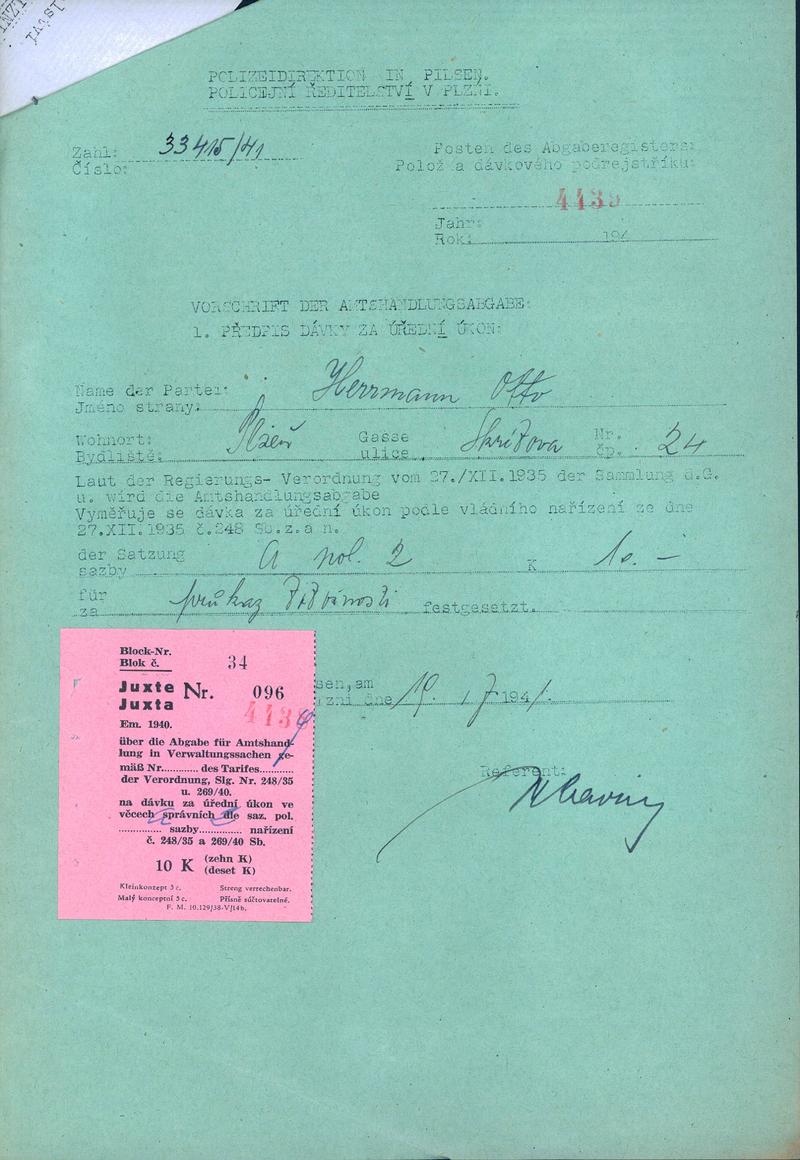 POLIZEIDIREKTION IN PILSEN.
POLICEJNÍ ŘEDITELSTVÍ V PLZNI.
Zahl: 33415/41
Číslo:
Posten des Abgaberegisters:
Polož a dávkového podrejstříku:
4435
Jahr:
Rok: 194
VORSCHRIFT DER AMTSHANDLUNGSABGABE:
1. PŘEDPIS DÁVKY ZA ÚŘEDNÍ ÚKON:
Name der Partei: Herrmann Otto
Jméno strany:
Wohnort: Plzeň Gasse Nr. 24
Bydliště: ulice čp.
Laut der Regierungs- Verordnung vom 27./XII.1935 der Sammlung d.G.
u. wird die Amtshandlungsabgabe
Vyměřuje se dávka za úřední úkon podle vládního nařízení ze dne
27.XII.1935 č.248 Sb.z.a n.
der Satzung A pol. 2 K 10.-
sazby
für průkaz festgesetzt.
za
Block-Nr.
Blok č. 34
Juxte Nr. 096
Juxta
Em. 1940.
über die Abgabe für Amtshand-
lung in Verwaltungssachen ge-
mäß Nr............ des Tarifes............
der Verordnung, Slg. Nr. 248/35
u. 269/40.
na dávku za úřední úkon ve
věcech správních dle saz. pol.
.............. sazby.............. nařízení
č. 248/35 a 269/40 Sb.
10 K (zehn K)
(deset K)
Kleinkonzept 3 c. Streng verrechenbar.
Malý konceptní 3 c. Přísně súčtovatelné.
F. M. 10.129/38-V/14b.
sen, am
zni dne 19. /7 1941.
Referent: